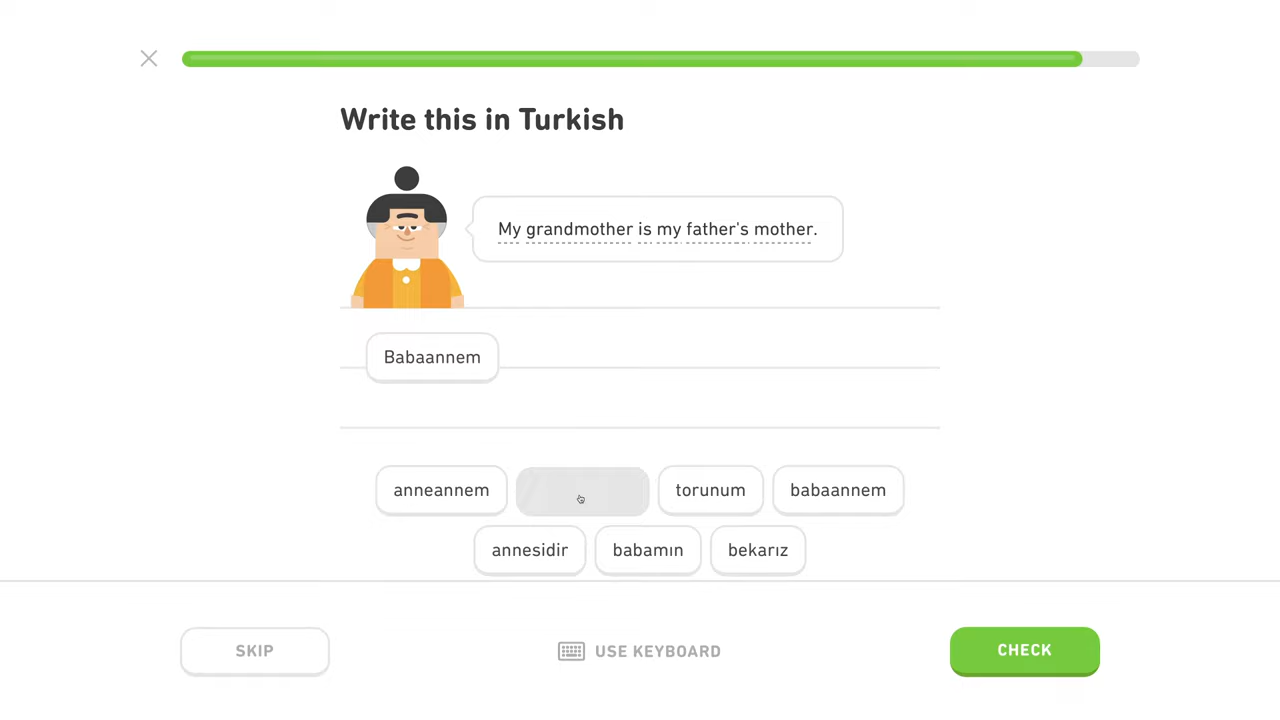 Write this in Turkish
My grandmother is my father's mother.
Babaannem
anneannem torunum babaannem
annesidir babamın bekarız
SKIP USE KEYBOARD CHECK